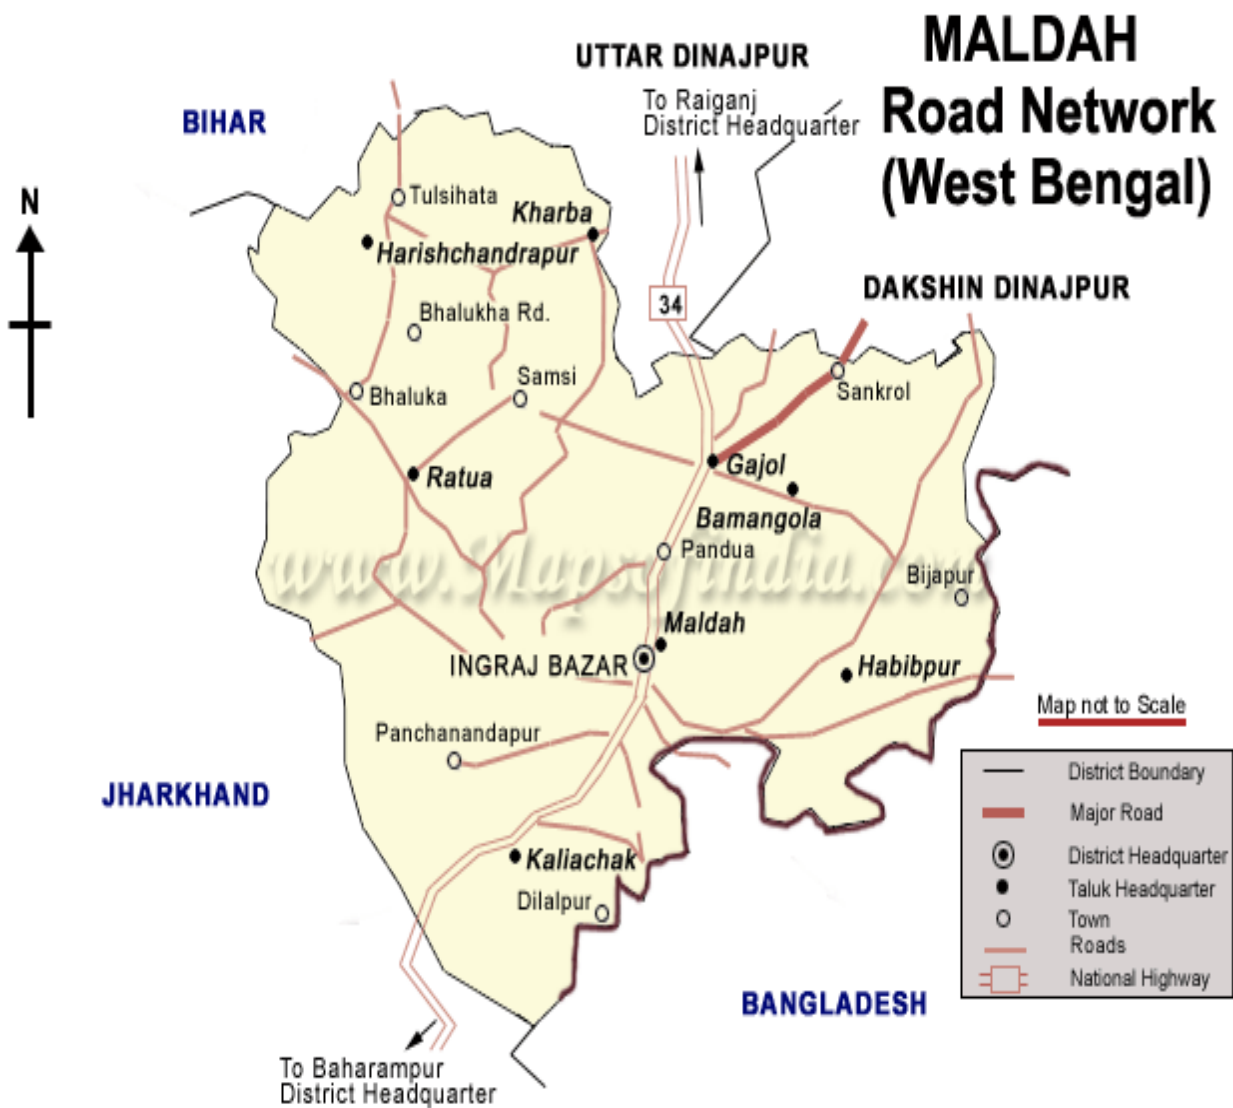 MALDAH
Road Network
(West Bengal)
UTTAR DINAJPUR
To Raiganj
District Headquarter
BIHAR
N
Tulsihata
Kharba
Harishchandrapur
DAKSHIN DINAJPUR
34
Bhalukha Rd.
Samsi
Sankrol
Bhaluka
Gajol
Ratua
Bamangola
Pandua
www.Mapsofindia.com
Bijapur
Maldah
INGRAJ BAZAR
Habibpur
Map not to Scale
Panchanandapur
JHARKHAND
District Boundary
Major Road
District Headquarter
Taluk Headquarter
Town
Roads
National Highway
Kaliachak
Dilalpur
BANGLADESH
To Baharampur
District Headquarter